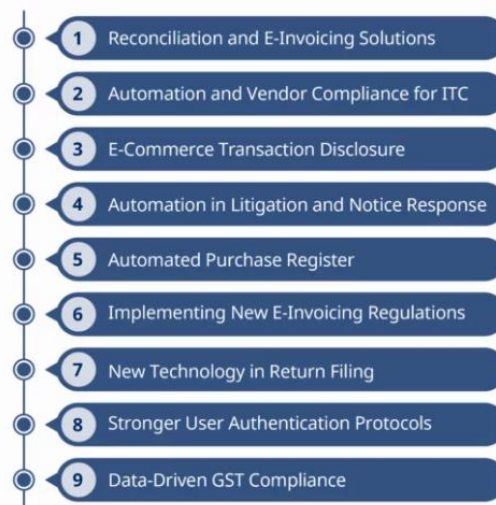 1 Reconciliation and E-Invoicing Solutions
2 Automation and Vendor Compliance for ITC
3 E-Commerce Transaction Disclosure
4 Automation in Litigation and Notice Response
5 Automated Purchase Register
6 Implementing New E-Invoicing Regulations
7 New Technology in Return Filing
8 Stronger User Authentication Protocols
9 Data-Driven GST Compliance